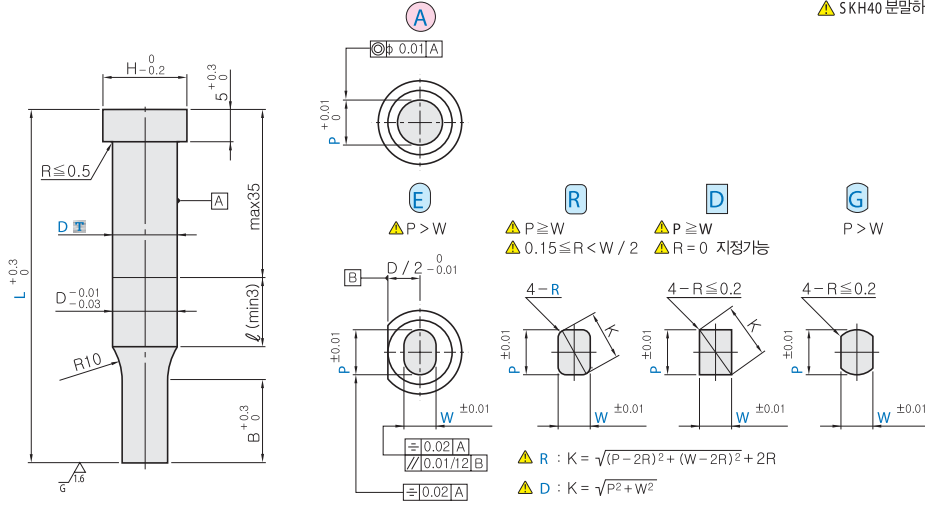 ⚠ SKH40 분말하
A
◎ ϕ 0.01 A
H 0 -0.2
5 +0.3 0
P +0.01 0
R≦0.5
A
max35
D T
L +0.3 0
D -0.01 -0.03
ℓ (min3)
R10
B +0.3 0
G 1.6
E
⚠ P > W
B
D / 2 0 -0.01
P ±0.01
W ±0.01
⌯ 0.02 A
// 0.01/12 B
⌯ 0.02 A
R
⚠ P≧W
⚠ 0.15≦R< W / 2
4-R
K
P ±0.01
W ±0.01
D
⚠ P ≧W
⚠ R=0 지정가능
4-R≦0.2
K
P ±0.01
W ±0.01
G
P > W
4-R≦0.2
P ±0.01
W ±0.01
⚠ R : K = √(P-2R)² + (W-2R)² + 2R
⚠ D : K = √P² + W²